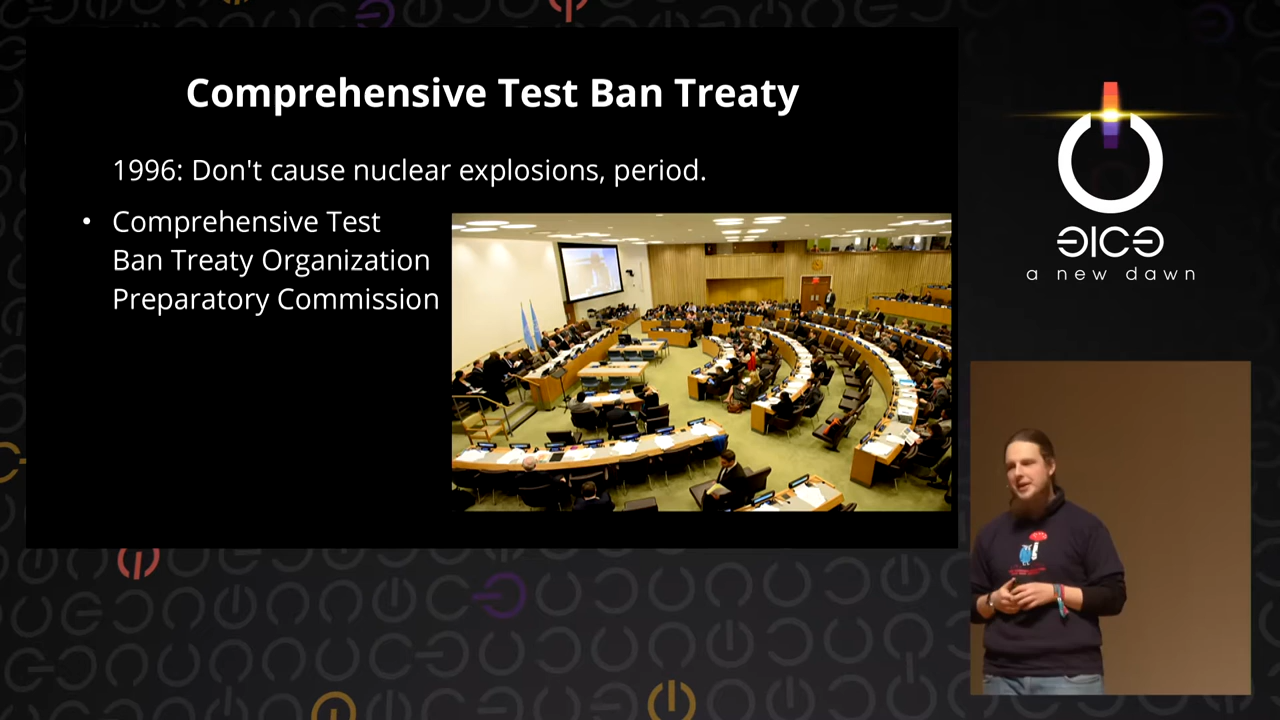 Comprehensive Test Ban Treaty
1996: Don't cause nuclear explosions, period.
• Comprehensive Test
Ban Treaty Organization
Preparatory Commission
a new dawn